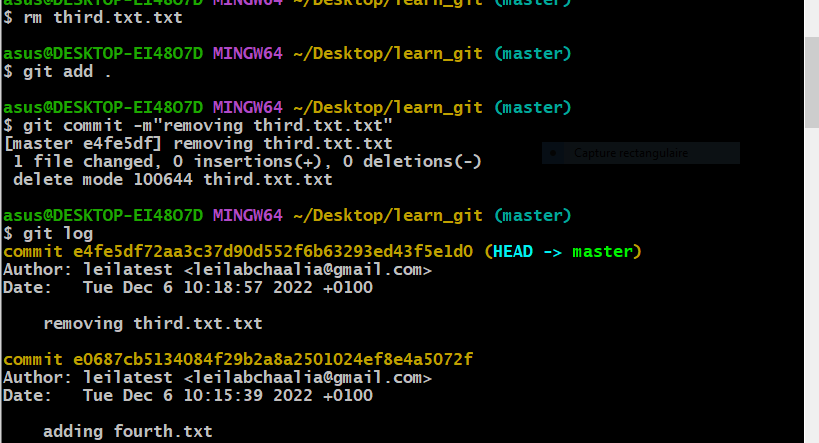 asus@DESKTOP-EI48O7D MINGW64 ~/Desktop/learn_git (master)
$ rm third.txt.txt
asus@DESKTOP-EI48O7D MINGW64 ~/Desktop/learn_git (master)
$ git add .
asus@DESKTOP-EI48O7D MINGW64 ~/Desktop/learn_git (master)
$ git commit -m"removing third.txt.txt"
[master e4fe5df] removing third.txt.txt
 1 file changed, 0 insertions(+), 0 deletions(-)
Capture rectangulaire
 delete mode 100644 third.txt.txt
asus@DESKTOP-EI48O7D MINGW64 ~/Desktop/learn_git (master)
$ git log
commit e4fe5df72aa3c37d90d552f6b63293ed43f5e1d0 (HEAD -> master)
Author: leilatest <leilabchaalia@gmail.com>
Date:   Tue Dec 6 10:18:57 2022 +0100
    removing third.txt.txt
commit e0687cb5134084f29b2a8a2501024ef8e4a5072f
Author: leilatest <leilabchaalia@gmail.com>
Date:   Tue Dec 6 10:15:39 2022 +0100
    adding fourth.txt